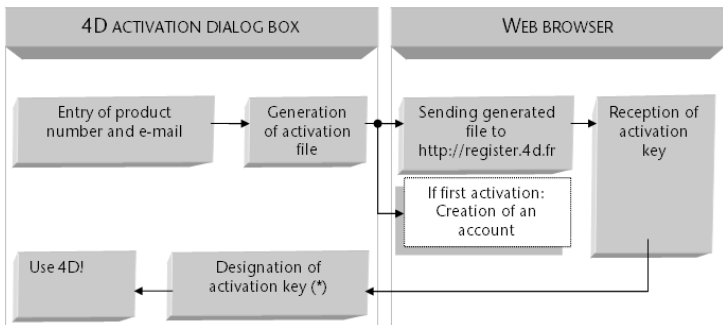 4D ACTIVATION DIALOG BOX
WEB BROWSER
Entry of product
number and e-mail
Generation
of activation
file
Sending generated
file to
http://register.4d.fr
Reception of
activation
key
If first activation:
Creation of an
account
Use 4D!
Designation of
activation key (*)